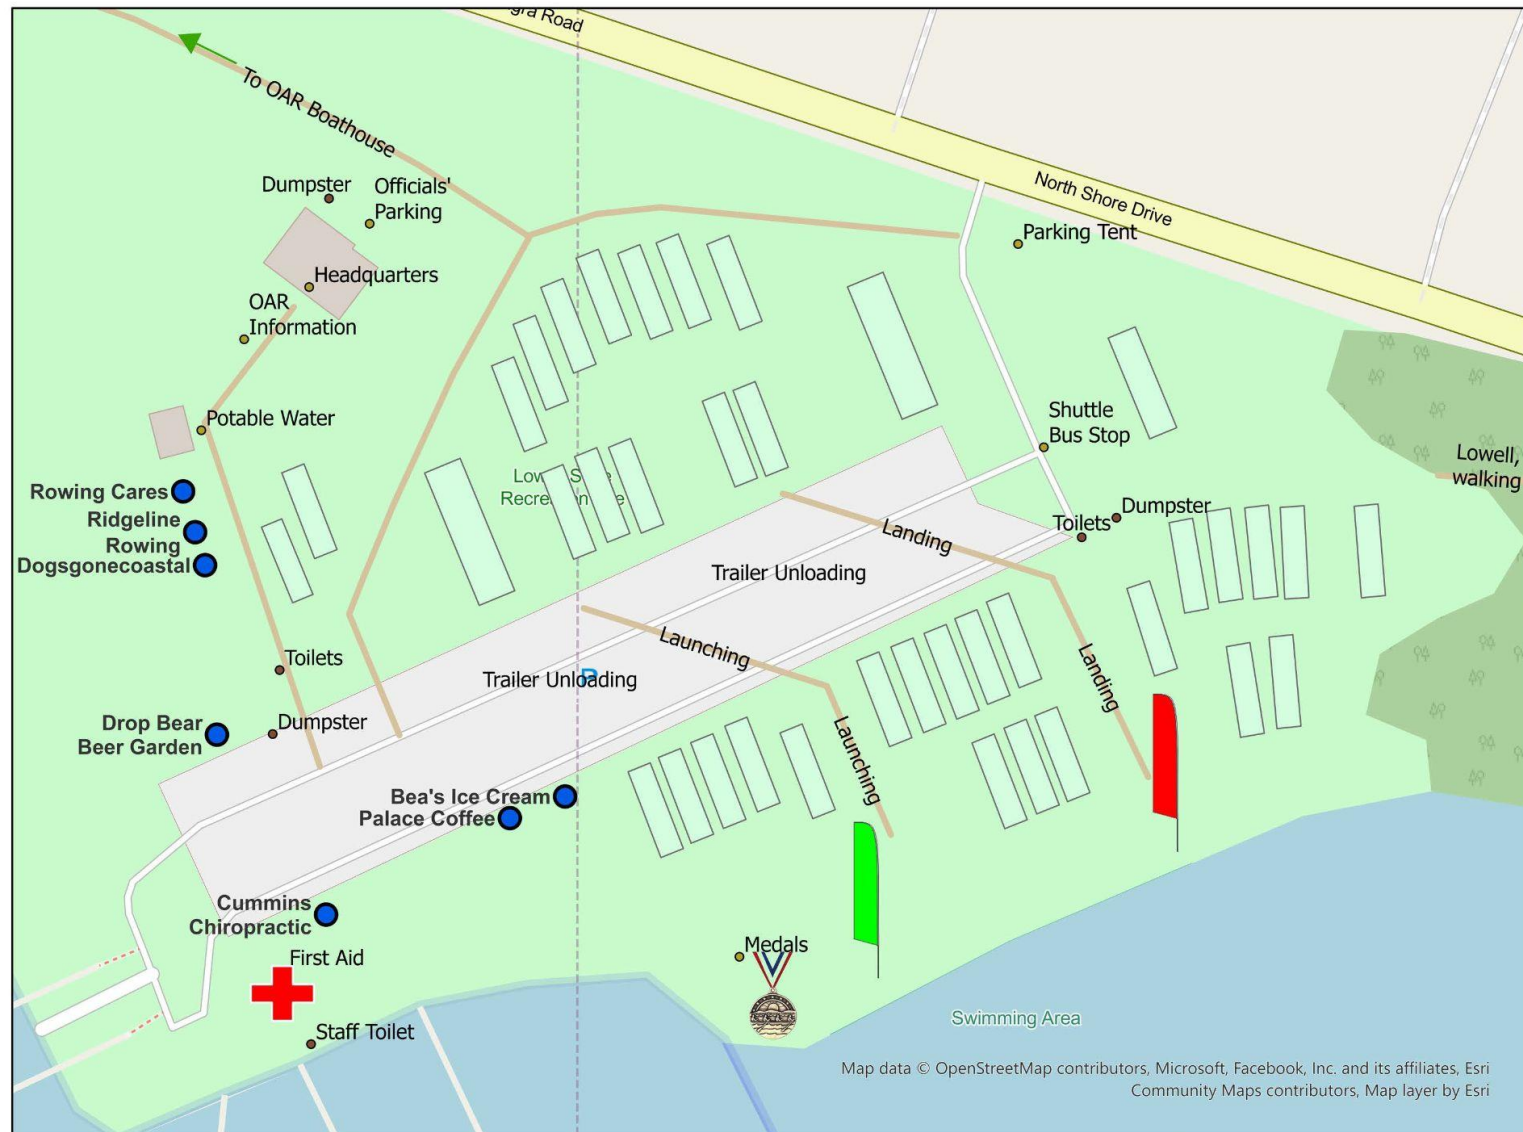 Road
North Shore Drive
To OAR Boathouse
Dumpster
Officials'
Parking
Parking Tent
Headquarters
OAR
Information
Potable Water
Shuttle
Bus Stop
Lowell,
walking
Rowing Cares
Ridgeline
Rowing
Dogsgonecoastal
Landing
Toilets
Dumpster
Trailer Unloading
Launching
Toilets
Trailer Unloading
P
Landing
Drop Bear
Beer Garden
Dumpster
Launching
Bea's Ice Cream
Palace Coffee
Cummins
Chiropractic
First Aid
Medals
Staff Toilet
Swimming Area
Map data © OpenStreetMap contributors, Microsoft, Facebook, Inc. and its affiliates, Esri
Community Maps contributors, Map layer by Esri